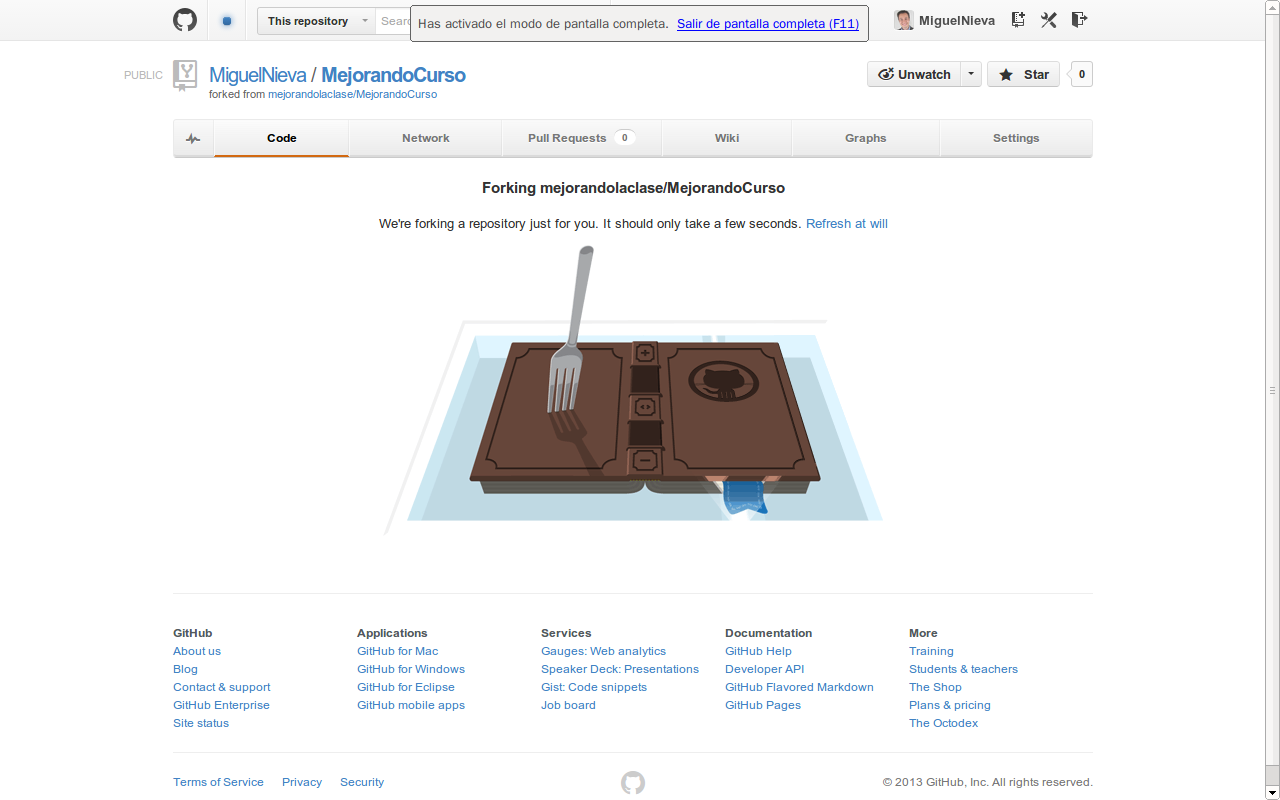 This repository Searc Has activado el modo de pantalla completa. Salir de pantalla completa (F11) MiguelNieva
PUBLIC MiguelNieva / MejorandoCurso Unwatch Star 0
forked from mejorandolaclase/MejorandoCurso
Code Network Pull Requests 0 Wiki Graphs Settings
Forking mejorandolaclase/MejorandoCurso
We're forking a repository just for you. It should only take a few seconds. Refresh at will
GitHub Applications Services Documentation More
About us GitHub for Mac Gauges: Web analytics GitHub Help Training
Blog GitHub for Windows Speaker Deck: Presentations Developer API Students & teachers
Contact & support GitHub for Eclipse Gist: Code snippets GitHub Flavored Markdown The Shop
GitHub Enterprise GitHub mobile apps Job board GitHub Pages Plans & pricing
Site status The Octodex
Terms of Service Privacy Security © 2013 GitHub, Inc. All rights reserved.